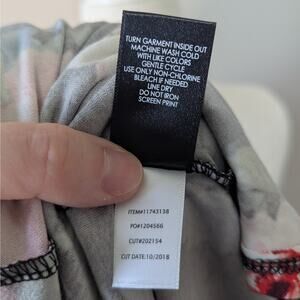 TURN GARMENT INSIDE OUT
MACHINE WASH COLD
WITH LIKE COLORS
GENTLE CYCLE
USE ONLY NON-CHLORINE
BLEACH IF NEEDED
LINE DRY
DO NOT IRON
SCREEN PRINT
ITEM#11743138
PO#1204566
CUT#202154
CUT DATE:10/2018